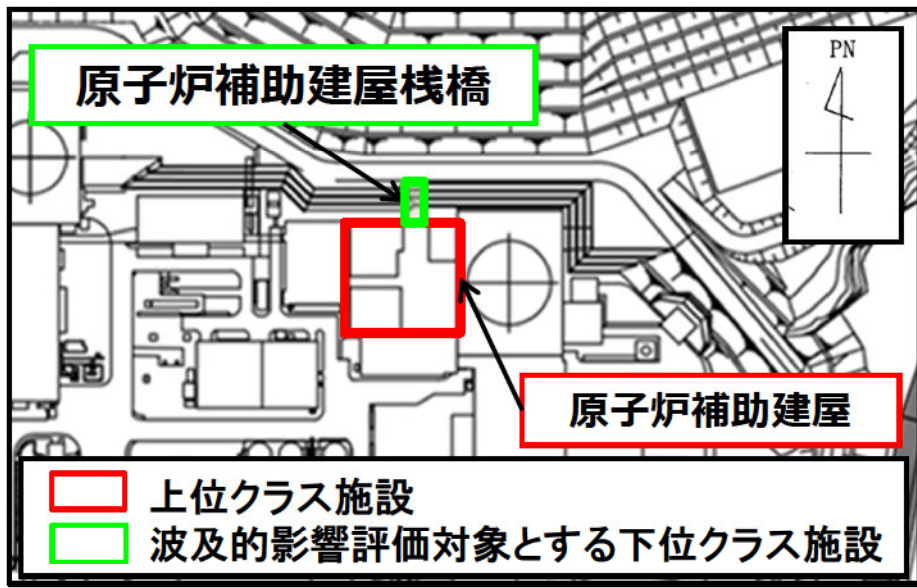 原子炉補助建屋桟橋
PN
原子炉補助建屋
上位クラス施設
波及的影響評価対象とする下位クラス施設